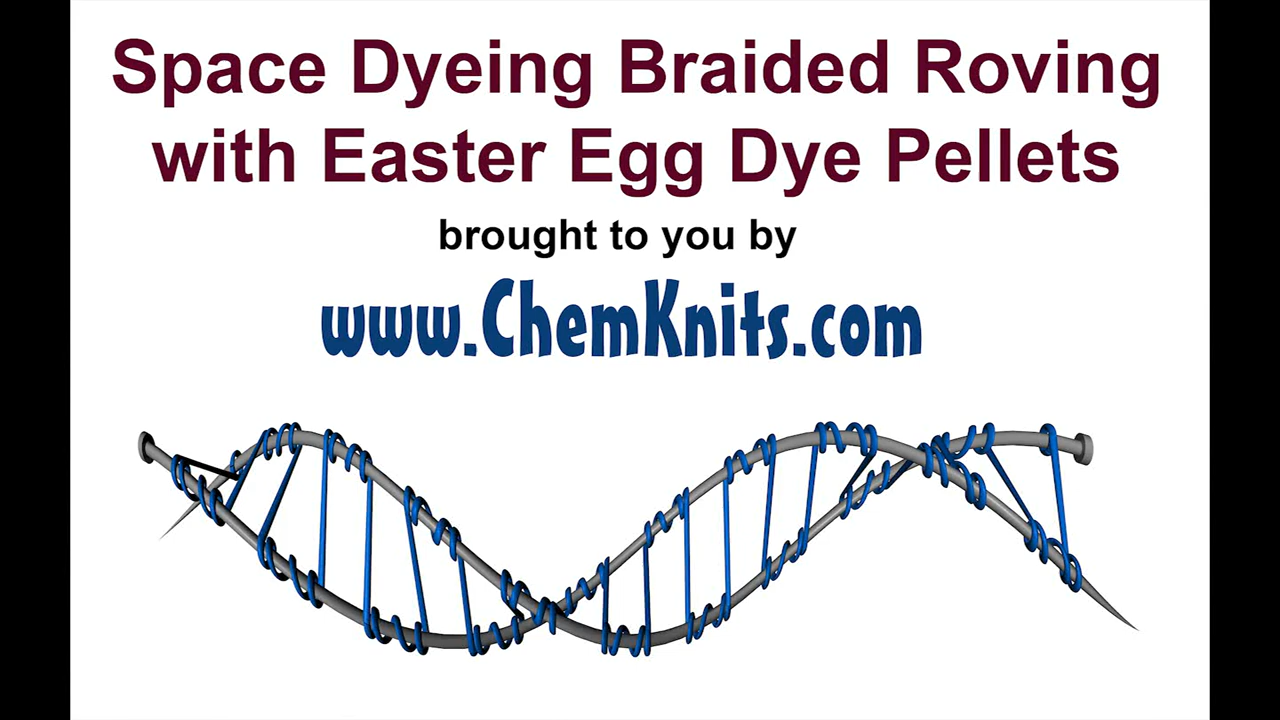 Space Dyeing Braided Roving
with Easter Egg Dye Pellets
brought to you by
www.ChemKnits.com